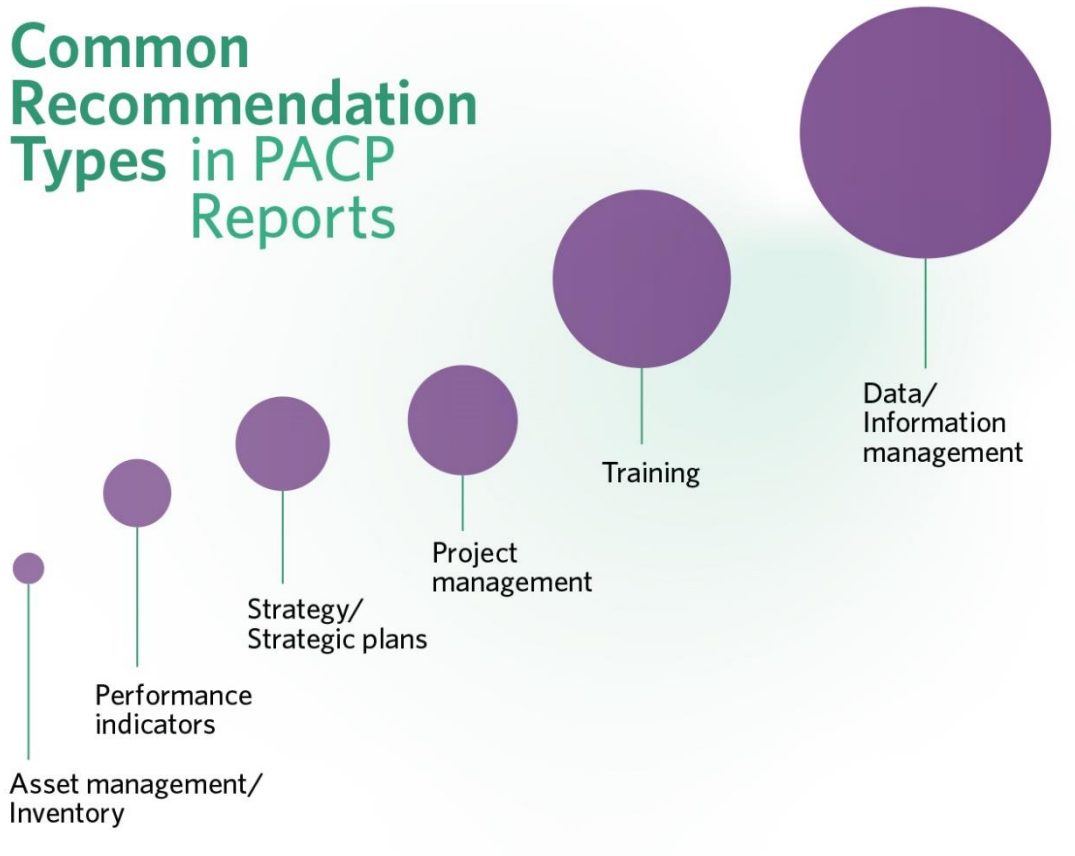 Common
Recommendation
Types in PACP
Reports
Data/
Information
management
Training
Project
management
Strategy/
Strategic plans
Performance
indicators
Asset management/
Inventory